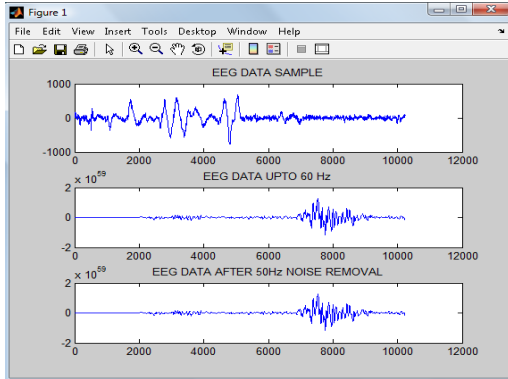 Figure 1
File Edit View Insert Tools Desktop Window Help
EEG DATA SAMPLE
1000
0
-1000
0 2000 4000 6000 8000 10000 12000
EEG DATA UPTO 60 Hz
x 10^59
2
0
-2
0 2000 4000 6000 8000 10000 12000
EEG DATA AFTER 50Hz NOISE REMOVAL
x 10^59
2
0
-2
0 2000 4000 6000 8000 10000 12000